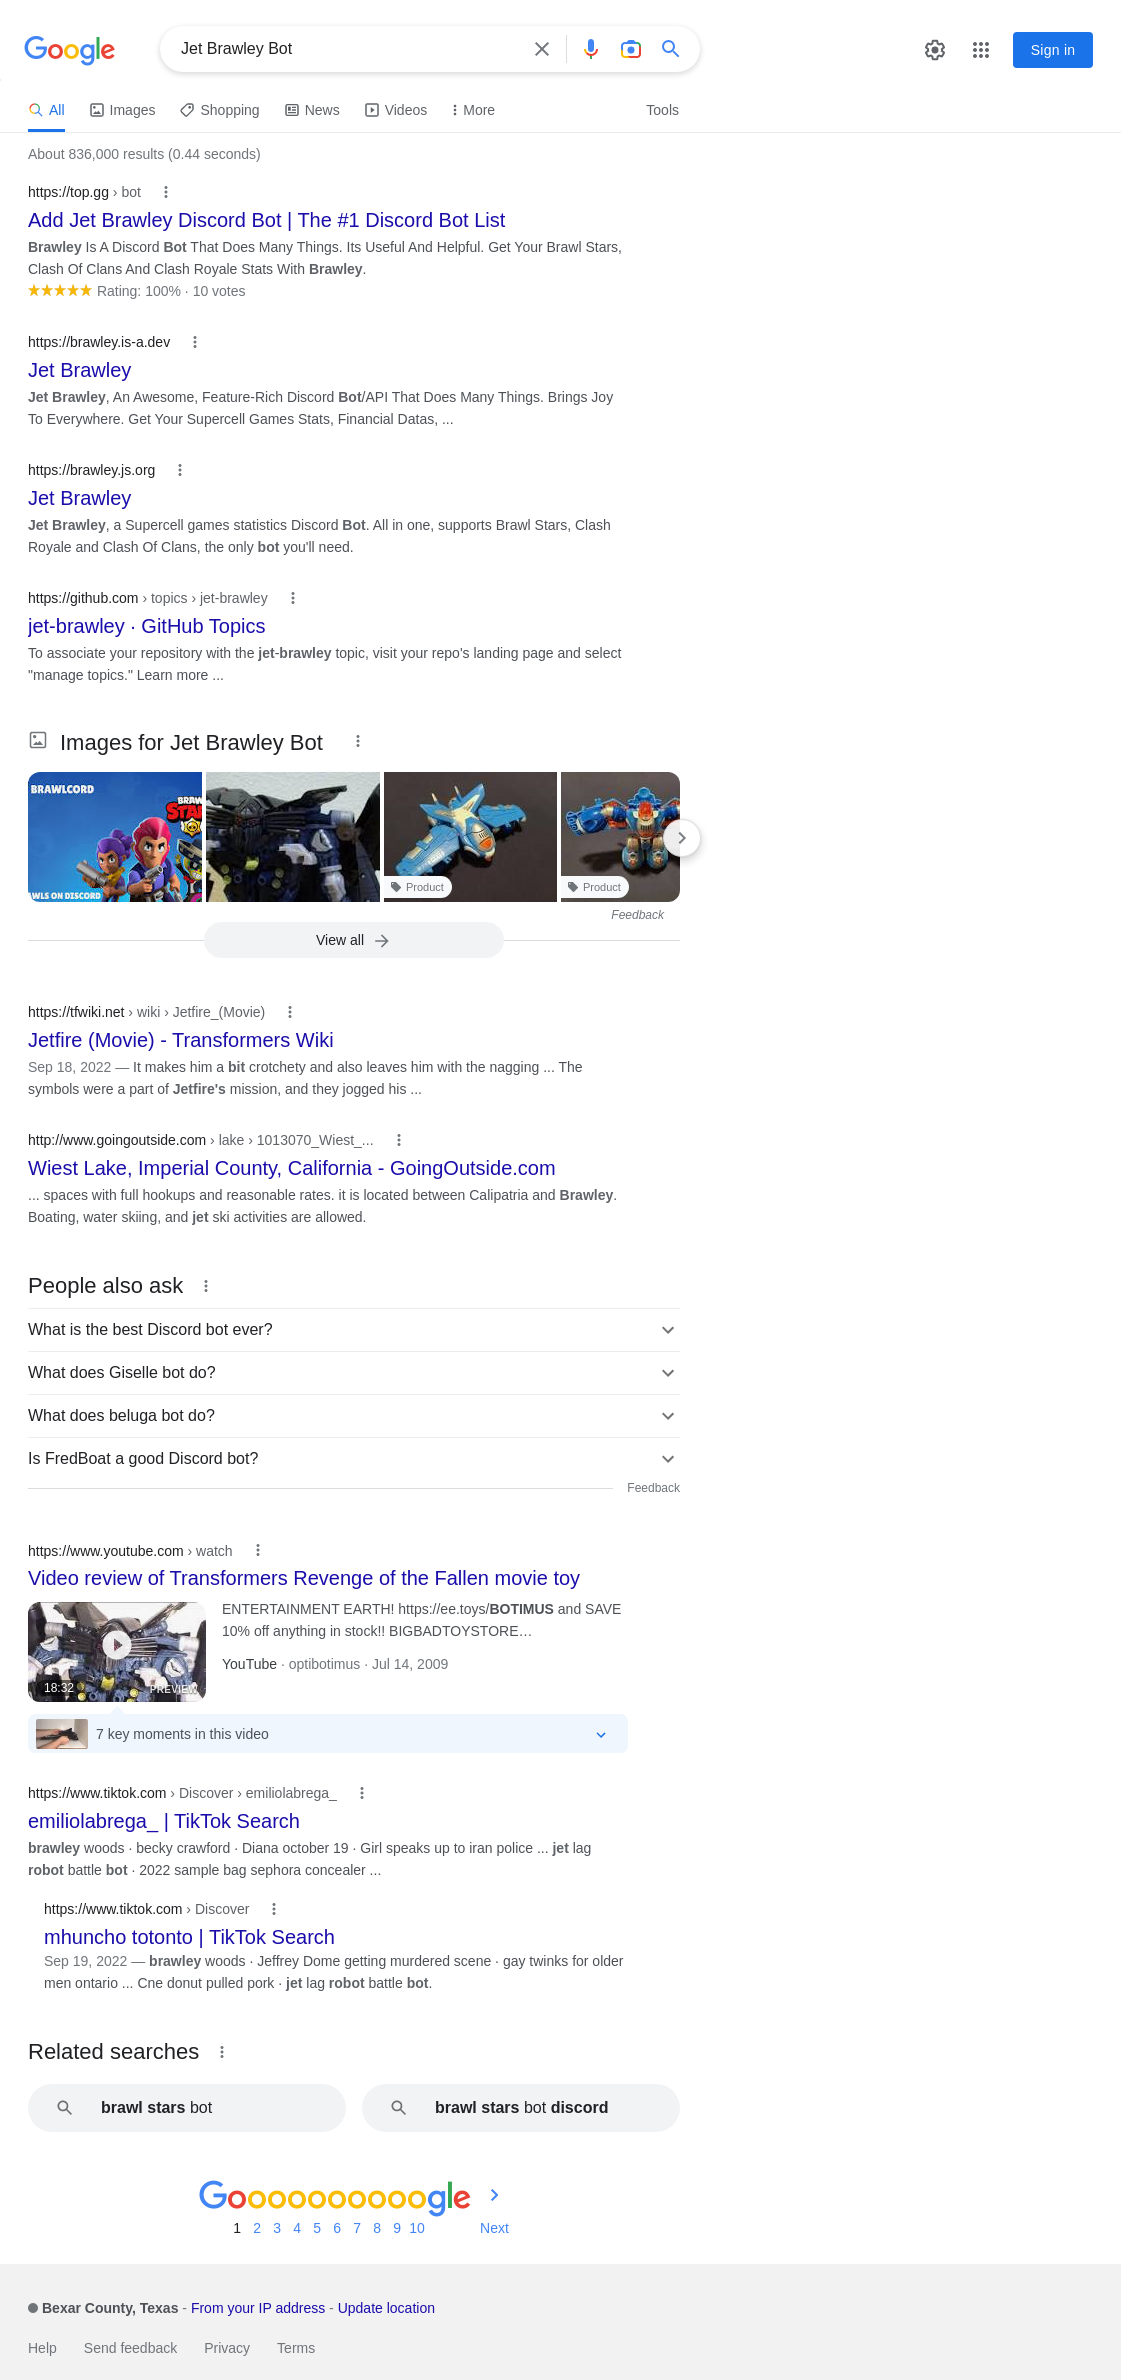 Google
Jet Brawley Bot
Sign in
All
Images
Shopping
News
Videos
More
Tools
About 836,000 results (0.44 seconds)
https://top.gg › bot
Add Jet Brawley Discord Bot | The #1 Discord Bot List
Brawley Is A Discord Bot That Does Many Things. Its Useful And Helpful. Get Your Brawl Stars,
Clash Of Clans And Clash Royale Stats With Brawley.
Rating: 100% · 10 votes
https://brawley.is-a.dev
Jet Brawley
Jet Brawley, An Awesome, Feature-Rich Discord Bot/API That Does Many Things. Brings Joy
To Everywhere. Get Your Supercell Games Stats, Financial Datas, ...
https://brawley.js.org
Jet Brawley
Jet Brawley, a Supercell games statistics Discord Bot. All in one, supports Brawl Stars, Clash
Royale and Clash Of Clans, the only bot you'll need.
https://github.com › topics › jet-brawley
jet-brawley · GitHub Topics
To associate your repository with the jet-brawley topic, visit your repo's landing page and select
"manage topics." Learn more ...
Images for Jet Brawley Bot
BRAWLCORD
BRAW
STA
AWLS ON DISCORD
Product
Product
Feedback
View all
https://tfwiki.net › wiki › Jetfire_(Movie)
Jetfire (Movie) - Transformers Wiki
Sep 18, 2022 — It makes him a bit crotchety and also leaves him with the nagging ... The
symbols were a part of Jetfire's mission, and they jogged his ...
http://www.goingoutside.com › lake › 1013070_Wiest_...
Wiest Lake, Imperial County, California - GoingOutside.com
... spaces with full hookups and reasonable rates. it is located between Calipatria and Brawley.
Boating, water skiing, and jet ski activities are allowed.
People also ask
What is the best Discord bot ever?
What does Giselle bot do?
What does beluga bot do?
Is FredBoat a good Discord bot?
Feedback
https://www.youtube.com › watch
Video review of Transformers Revenge of the Fallen movie toy
ENTERTAINMENT EARTH! https://ee.toys/BOTIMUS and SAVE
10% off anything in stock!! BIGBADTOYSTORE…
YouTube · optibotimus · Jul 14, 2009
18:32
PREVIEW
7 key moments in this video
https://www.tiktok.com › Discover › emiliolabrega_
emiliolabrega_ | TikTok Search
brawley woods · becky crawford · Diana october 19 · Girl speaks up to iran police ... jet lag
robot battle bot · 2022 sample bag sephora concealer ...
https://www.tiktok.com › Discover
mhuncho totonto | TikTok Search
Sep 19, 2022 — brawley woods · Jeffrey Dome getting murdered scene · gay twinks for older
men ontario ... Cne donut pulled pork · jet lag robot battle bot.
Related searches
brawl stars bot
brawl stars bot discord
Goooooooooogle
1 2 3 4 5 6 7 8 9 10
Next
Bexar County, Texas - From your IP address - Update location
Help
Send feedback
Privacy
Terms